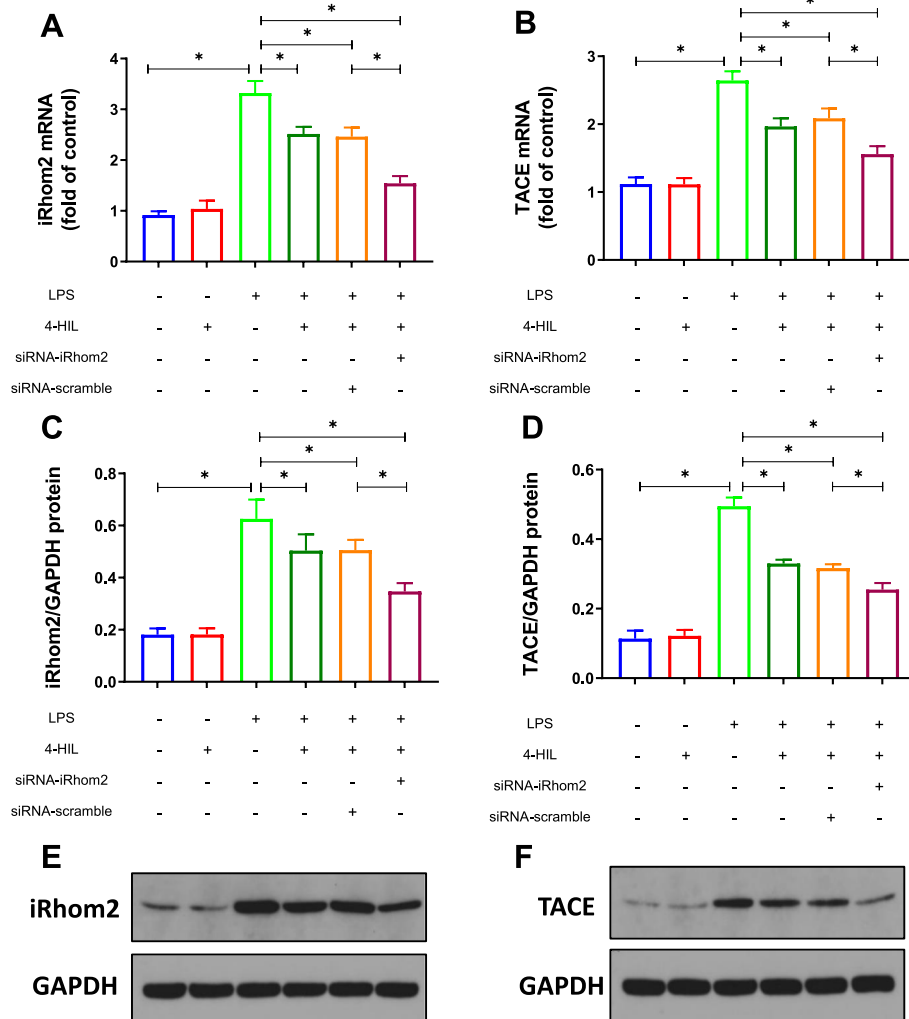 A
*
*
* * *
iRhom2 mRNA
(fold of control)
4
3
2
1
0
LPS - - + + + +
4-HIL - + - + + +
siRNA-iRhom2 - - - - - +
siRNA-scramble - - - - + -
B
*
*
* * *
TACE mRNA
(fold of control)
3
2
1
0
LPS - - + + + +
4-HIL - + - + + +
siRNA-iRhom2 - - - - - +
siRNA-scramble - - - - + -
C
*
*
* * *
iRhom2/GAPDH protein
0.8
0.6
0.4
0.2
0.0
LPS - - + + + +
4-HIL - + - + + +
siRNA-iRhom2 - - - - - +
siRNA-scramble - - - - + -
D
*
*
* * *
TACE/GAPDH protein
0.6
0.4
0.2
0.0
LPS - - + + + +
4-HIL - + - + + +
siRNA-iRhom2 - - - - - +
siRNA-scramble - - - - + -
E
iRhom2
GAPDH
F
TACE
GAPDH